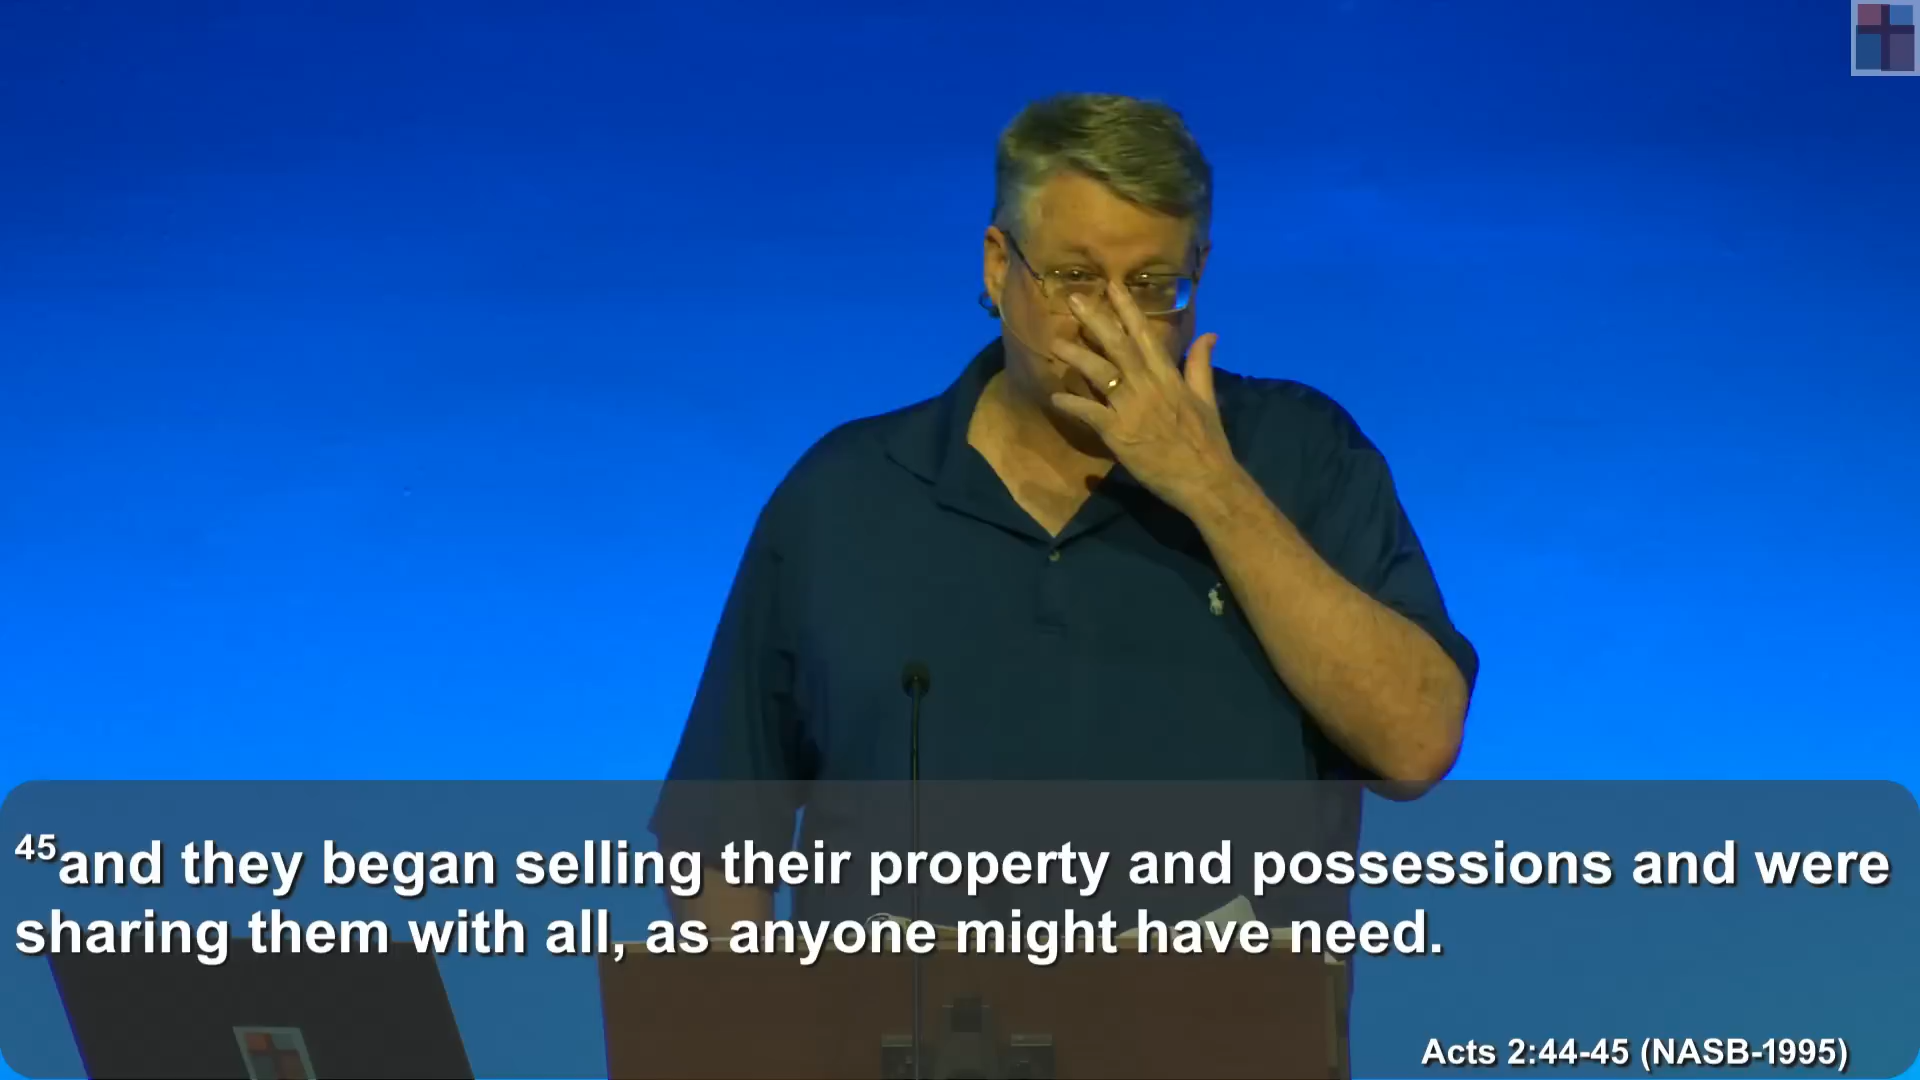 45and they began selling their property and possessions and were
sharing them with all, as anyone might have need.
Acts 2:44-45 (NASB-1995)